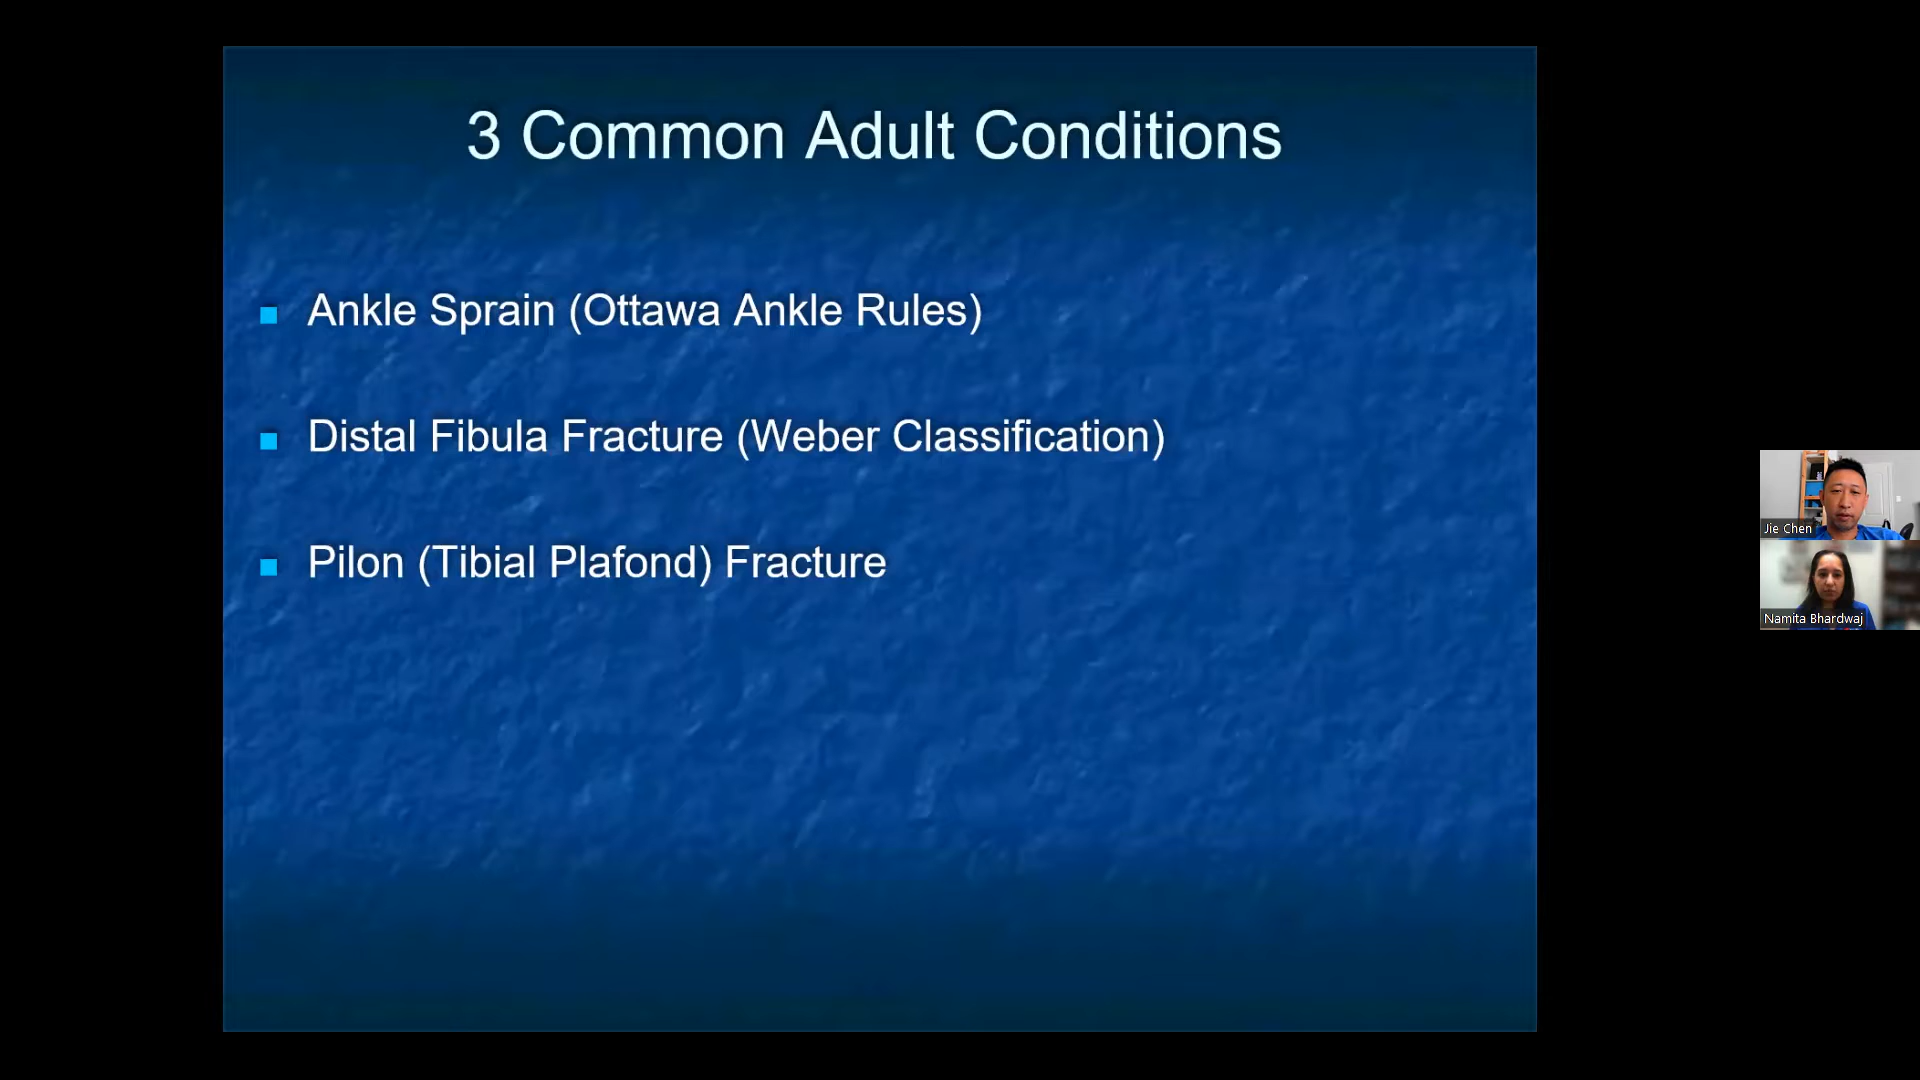 3 Common Adult Conditions
Ankle Sprain (Ottawa Ankle Rules)
Distal Fibula Fracture (Weber Classification)
Pilon (Tibial Plafond) Fracture
Jie Chen
Namita Bhardwaj